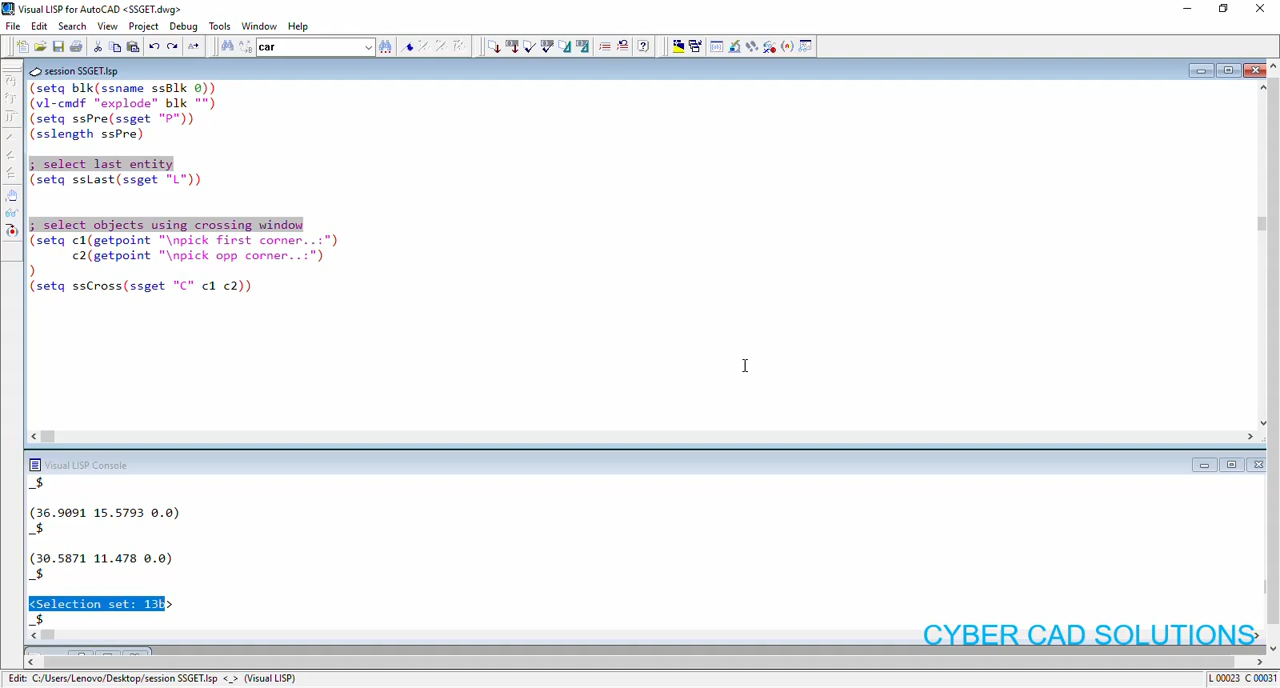 Visual LISP for AutoCAD <SSGET.dwg>
File Edit Search View Project Debug Tools Window Help
car
session SSGET.lsp
(setq blk(ssname ssBlk 0))
(vl-cmdf "explode" blk "")
(setq ssPre(ssget "P"))
(sslength ssPre)
; select last entity
(setq ssLast(ssget "L"))
; select objects using crossing window
(setq c1(getpoint "\npick first corner..:")
c2(getpoint "\npick opp corner..:")
)
(setq ssCross(ssget "C" c1 c2))
Visual LISP Console
_$
(36.9091 15.5793 0.0)
_$
(30.5871 11.478 0.0)
_$
<Selection set: 13b>
_$
CYBER CAD SOLUTIONS
Edit: C:/Users/Lenovo/Desktop/session SSGET.lsp <_> (Visual LISP)
L 00023 C 00031